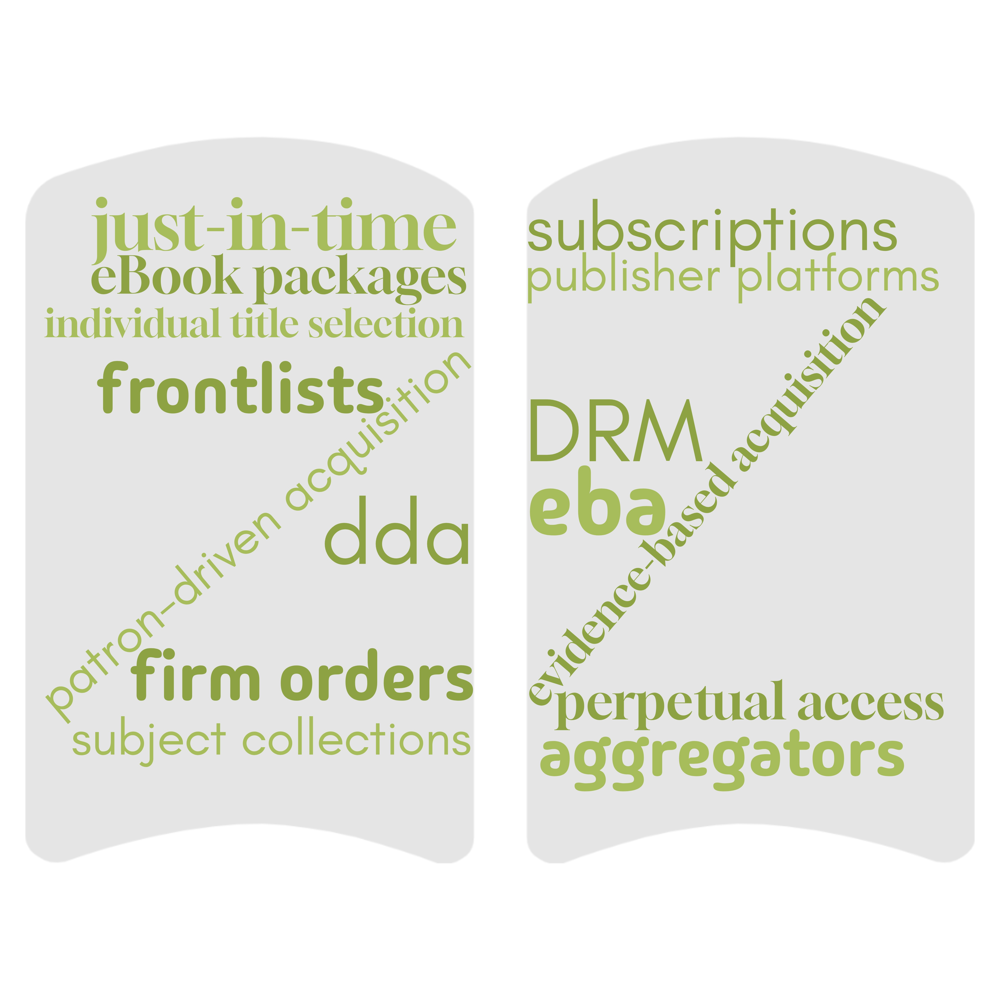 just-in-time
eBook packages
individual title selection
frontlists
patron-driven acquisition
dda
firm orders
subject collections
subscriptions
publisher platforms
DRM
eba
evidence-based acquisition
perpetual access
aggregators